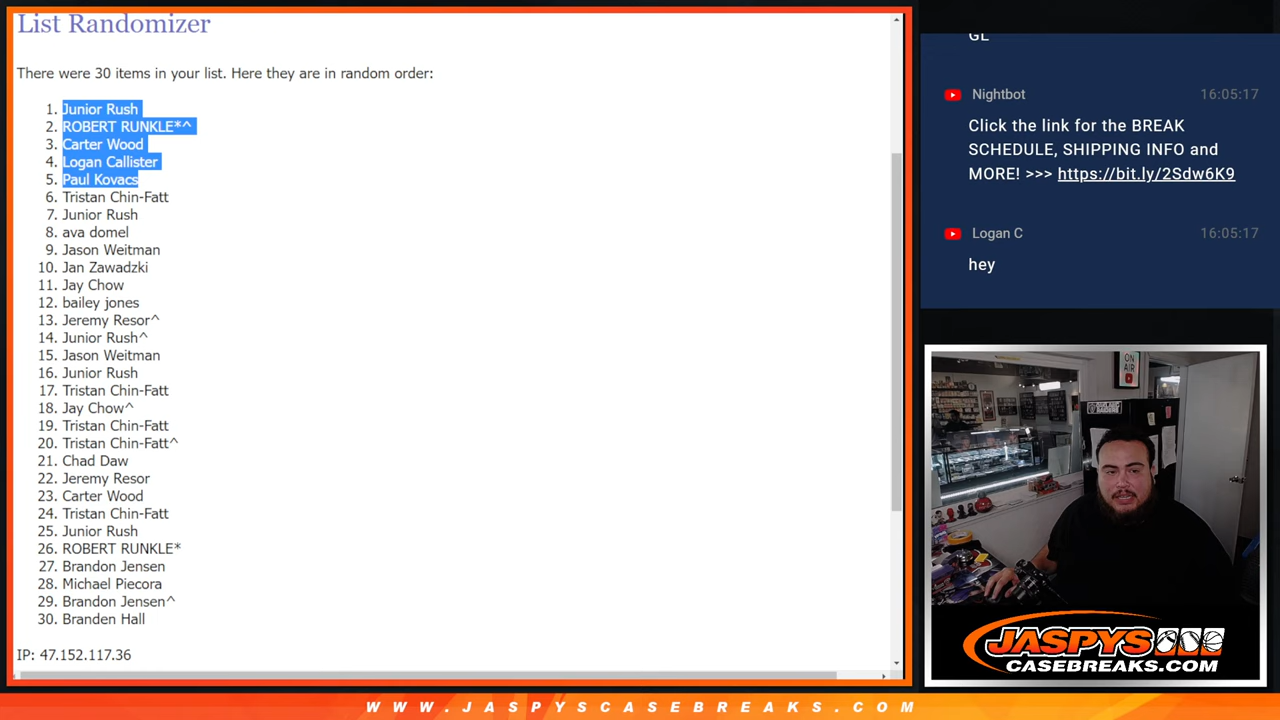 List Randomizer
There were 30 items in your list. Here they are in random order:
1. Junior Rush
2. ROBERT RUNKLE*^
3. Carter Wood
4. Logan Callister
5. Paul Kovacs
6. Tristan Chin-Fatt
7. Junior Rush
8. ava domel
9. Jason Weitman
10. Jan Zawadzki
11. Jay Chow
12. bailey jones
13. Jeremy Resor^
14. Junior Rush^
15. Jason Weitman
16. Junior Rush
17. Tristan Chin-Fatt
18. Jay Chow^
19. Tristan Chin-Fatt
20. Tristan Chin-Fatt^
21. Chad Daw
22. Jeremy Resor
23. Carter Wood
24. Tristan Chin-Fatt
25. Junior Rush
26. ROBERT RUNKLE*
27. Brandon Jensen
28. Michael Piecora
29. Brandon Jensen^
30. Branden Hall
IP: 47.152.117.36
GL
Nightbot 16:05:17
Click the link for the BREAK
SCHEDULE, SHIPPING INFO and
MORE! >>> https://bit.ly/2Sdw6K9
Logan C 16:05:17
hey
ON
AIR
JASPYS
CASEBREAKS.COM
WWW.JASPYSCASEBREAKS.COM